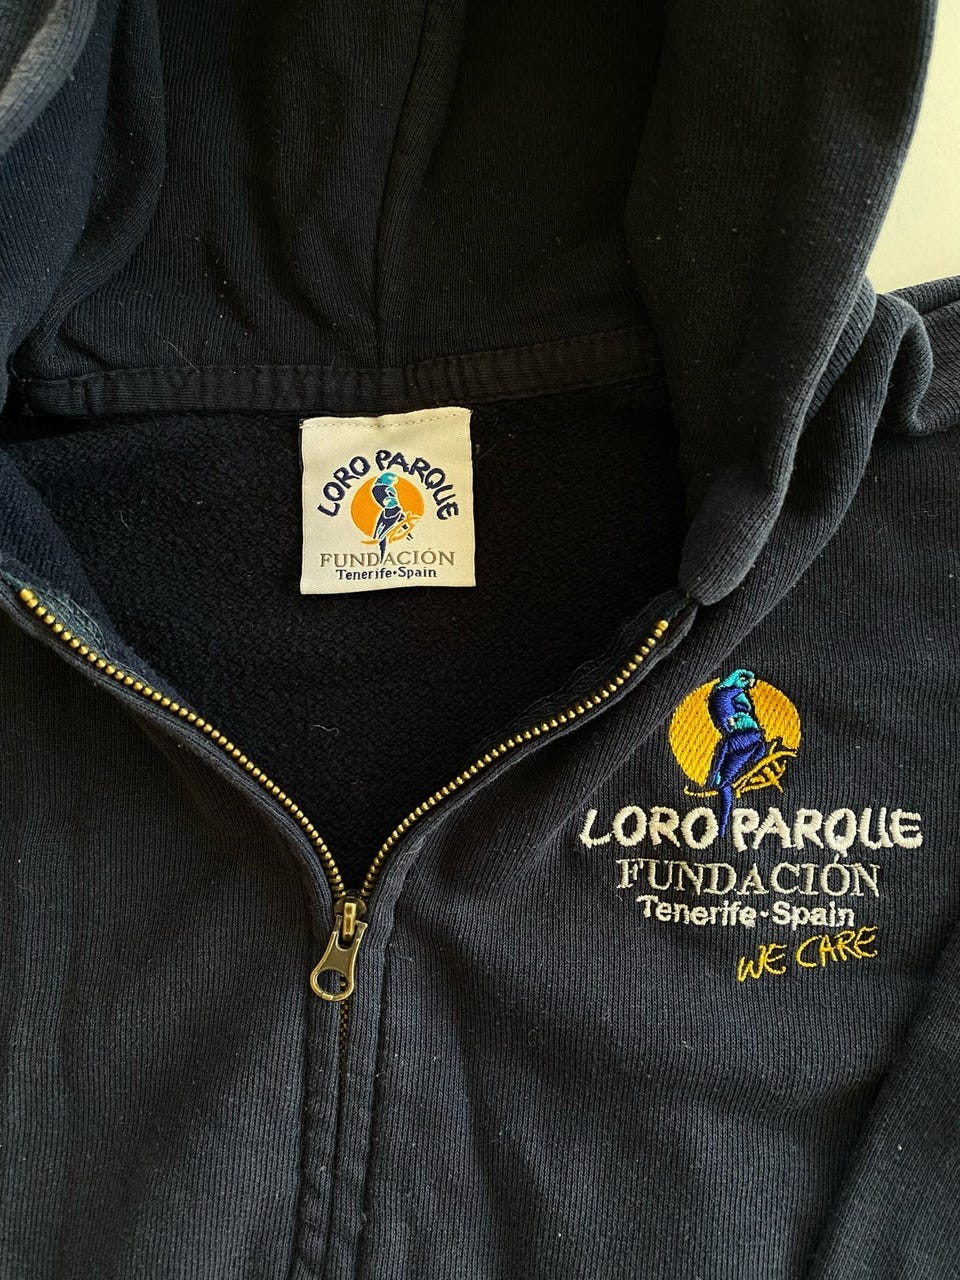 LORO PARQUE
FUNDACIÓN
Tenerife•Spain
LORO PARQUE
FUNDACIÓN
Tenerife•Spain
WE CARE